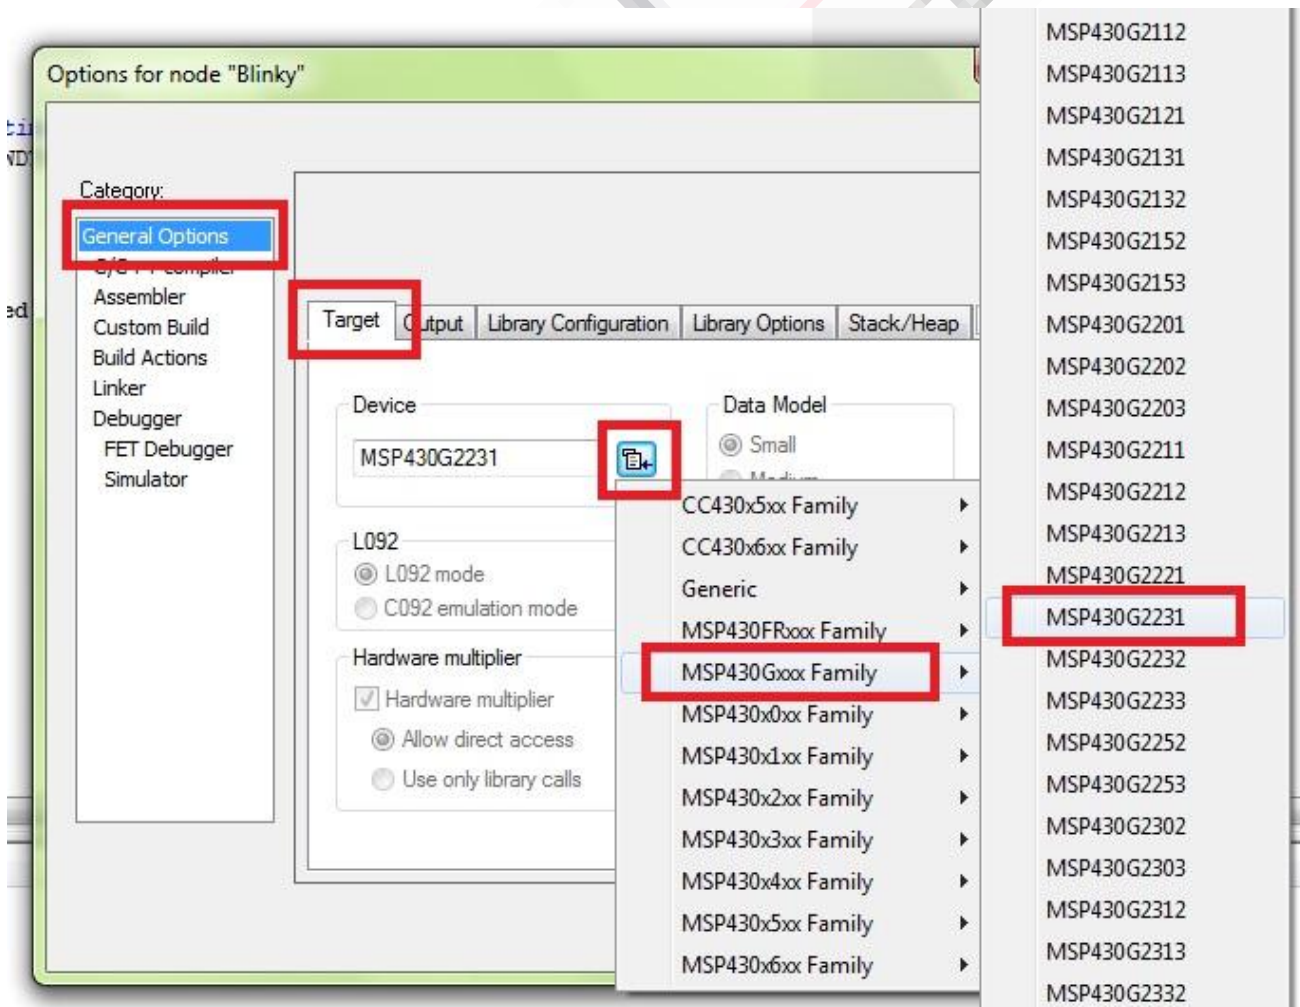 Options for node "Blinky"
Category:
General Options
C/C++ compiler
Assembler
Custom Build
Build Actions
Linker
Debugger
FET Debugger
Simulator
Target
Output
Library Configuration
Library Options
Stack/Heap
Device
MSP430G2231
Data Model
Small
Medium
L092
L092 mode
C092 emulation mode
Hardware multiplier
Hardware multiplier
Allow direct access
Use only library calls
CC430x5xx Family
CC430x6xx Family
Generic
MSP430FRxxx Family
MSP430Gxxx Family
MSP430x0xx Family
MSP430x1xx Family
MSP430x2xx Family
MSP430x3xx Family
MSP430x4xx Family
MSP430x5xx Family
MSP430x6xx Family
MSP430G2112
MSP430G2113
MSP430G2121
MSP430G2131
MSP430G2132
MSP430G2152
MSP430G2153
MSP430G2201
MSP430G2202
MSP430G2203
MSP430G2211
MSP430G2212
MSP430G2213
MSP430G2221
MSP430G2231
MSP430G2232
MSP430G2233
MSP430G2252
MSP430G2253
MSP430G2302
MSP430G2303
MSP430G2312
MSP430G2313
MSP430G2332